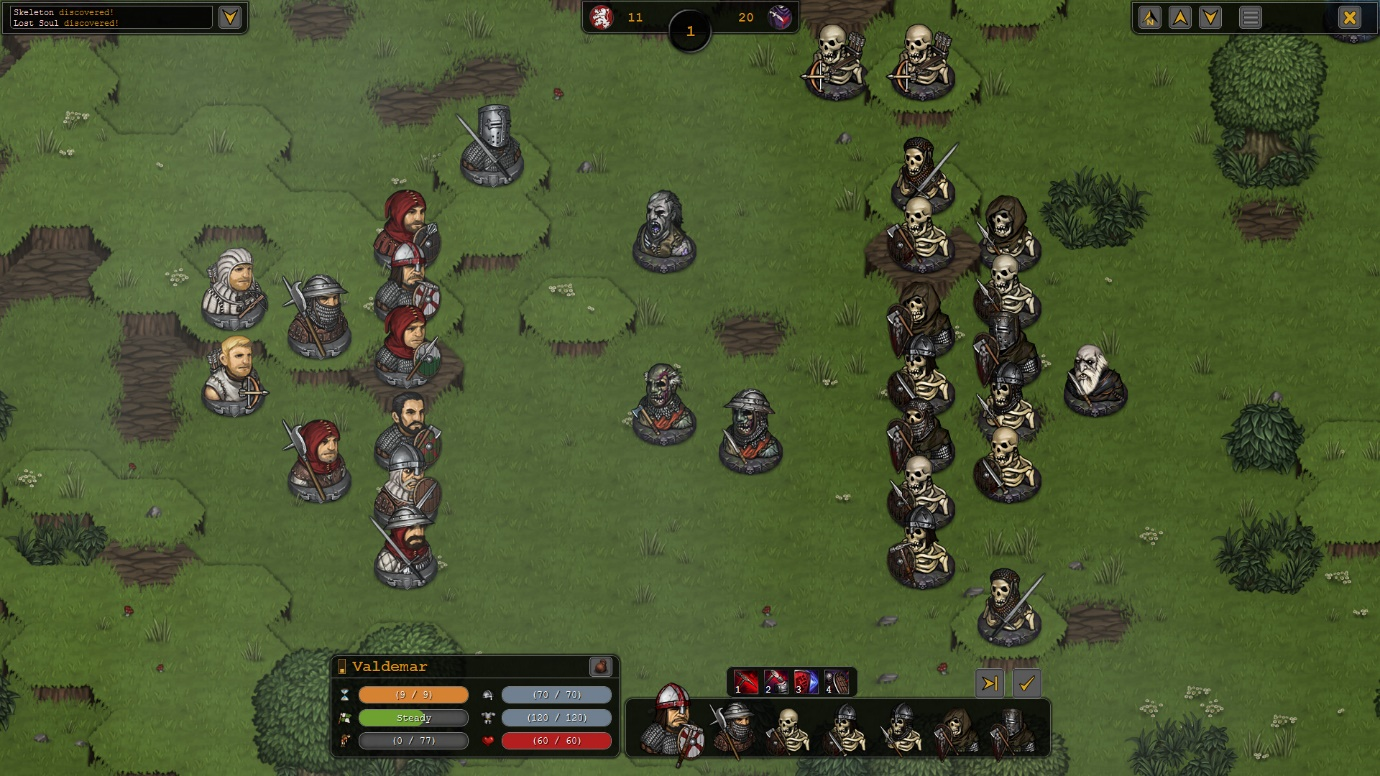 Skeleton discovered!
Lost Soul discovered!
11
1
20
N
Valdemar
(9 / 9)
(70 / 70)
Steady
(120 / 120)
(0 / 77)
(60 / 60)
1
2
3
4